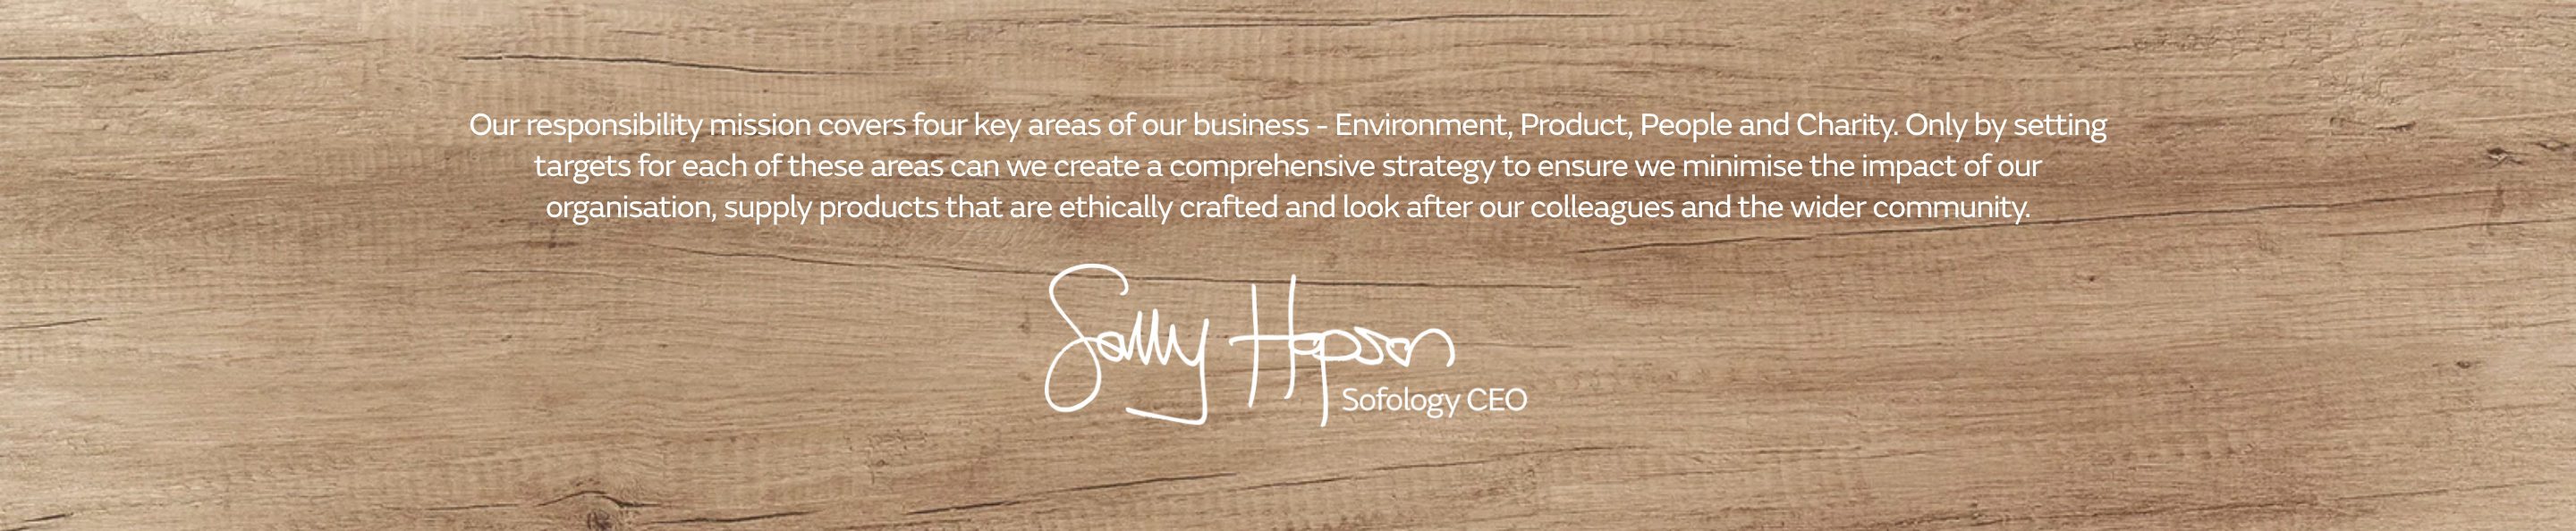 Our responsibility mission covers four key areas of our business - Environment, Product, People and Charity. Only by setting
targets for each of these areas can we create a comprehensive strategy to ensure we minimise the impact of our
organisation, supply products that are ethically crafted and look after our colleagues and the wider community.
Sally Hopson
Sofology CEO